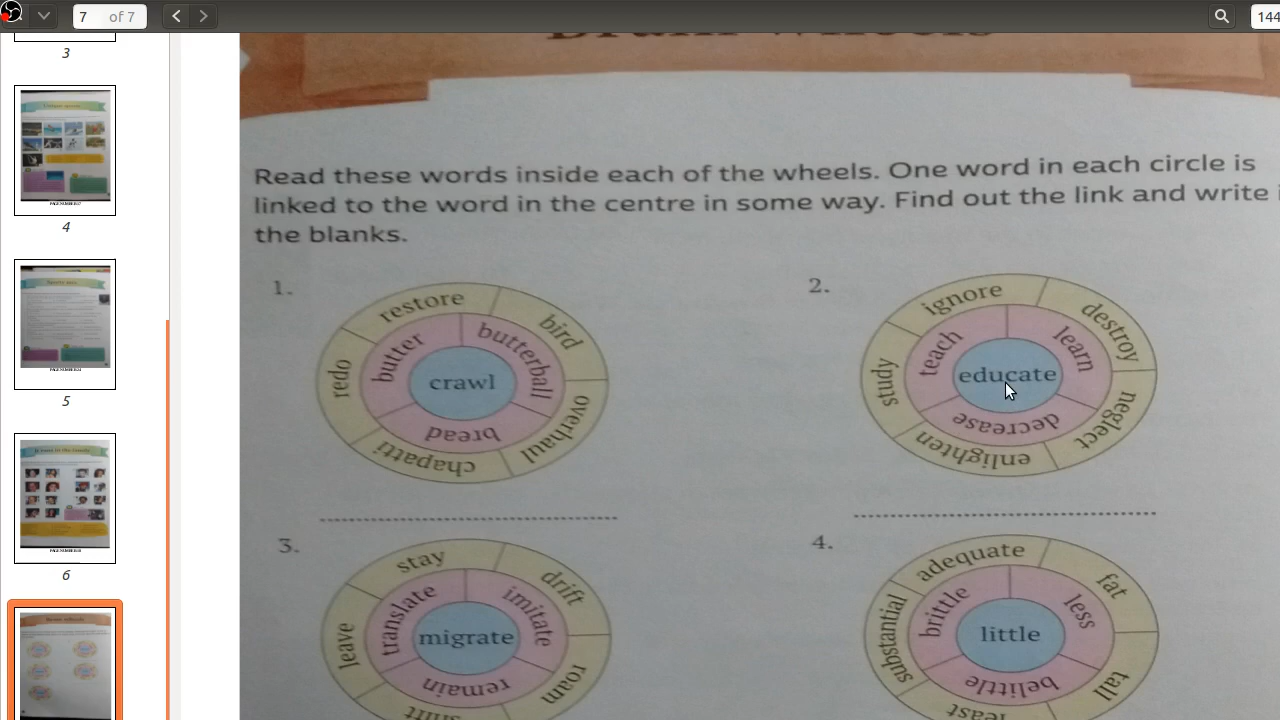 7 of 7
144
3
4
5
6
Brain Wheels
Read these words inside each of the wheels. One word in each circle is
linked to the word in the centre in some way. Find out the link and write i
the blanks.
1.
restore
bird
overhaul
chapatti
redo
butter
butterball
bread
crawl
2.
ignore
destroy
neglect
enlighten
study
teach
learn
decrease
educate
3.
stay
drift
roam
shift
leave
translate
imitate
remain
migrate
4.
adequate
fat
tall
least
substantial
brittle
less
belittle
little